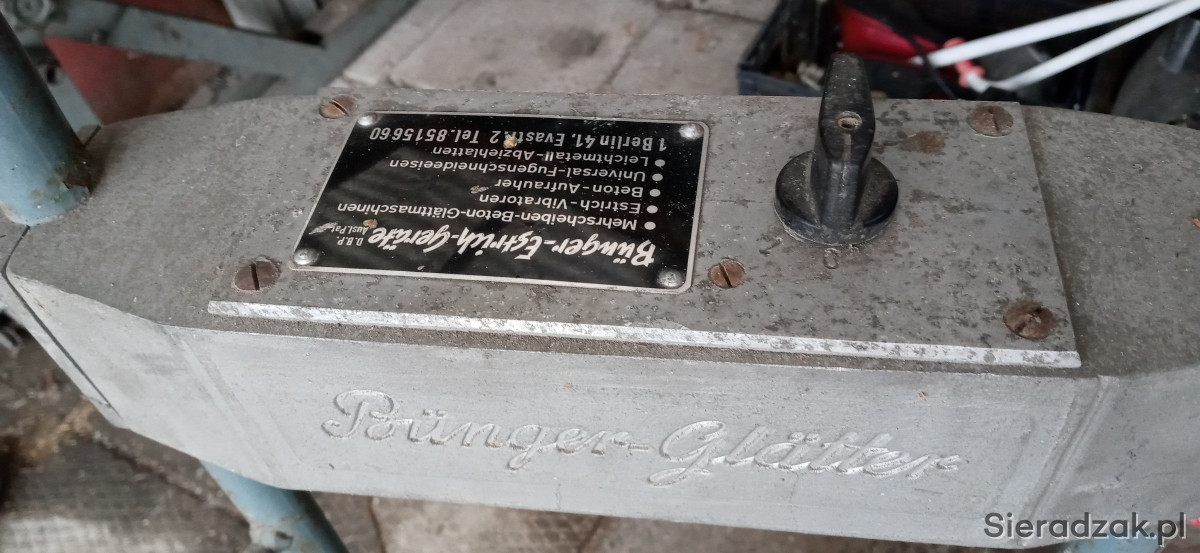 Bünger-Estrich-Geräte D.B.P.
Ausl. Pat.
● Mehrscheiben-Beton-Glättmaschinen
● Estrich-Vibratoren
● Beton-Aufrauher
● Universal-Fugenschneideeisen
● Leichtmetall-Abziehlatten
1 Berlin 41, Evastr. 2 Tel. 8515660
0
Bünger-Glätter
Sieradzak.pl